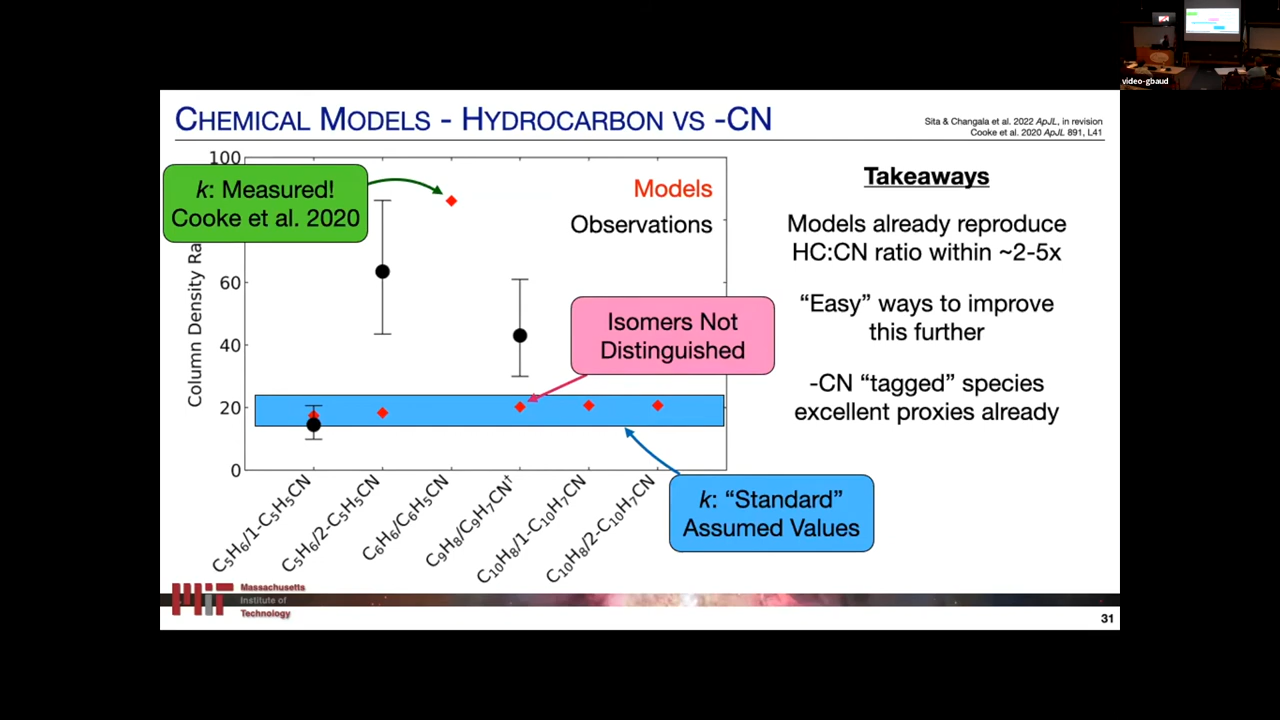 video-gbaud
CHEMICAL MODELS - HYDROCARBON VS -CN
Sita & Changala et al. 2022 ApJL, in revision
Cooke et al. 2020 ApJL 891, L41
100
60
40
20
0
Column Density Ra
k: Measured!
Cooke et al. 2020
Models
Observations
Isomers Not
Distinguished
k: “Standard”
Assumed Values
C₅H₆/1-C₅H₅CN
C₅H₆/2-C₅H₅CN
C₆H₆/C₆H₅CN
C₉H₈/C₉H₇CN†
C₁₀H₈/1-C₁₀H₇CN
C₁₀H₈/2-C₁₀H₇CN
Takeaways
Models already reproduce
HC:CN ratio within ~2-5x
“Easy” ways to improve
this further
-CN “tagged” species
excellent proxies already
Massachusetts
Institute of
Technology
31